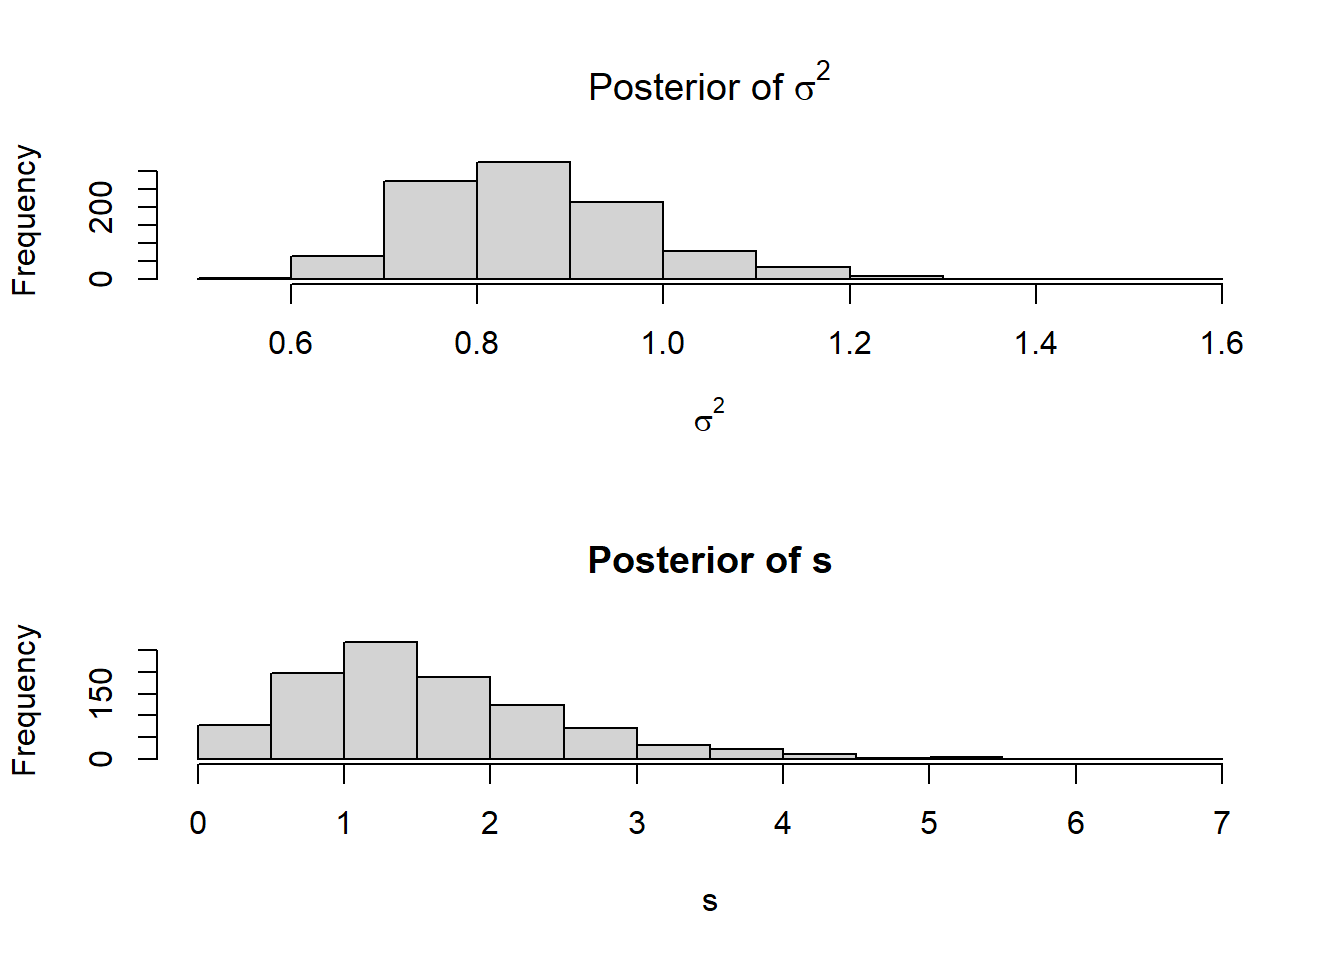 Posterior of σ²
Frequency
0 200
0.6 0.8 1.0 1.2 1.4 1.6
σ²
Posterior of s
Frequency
0 150
0 1 2 3 4 5 6 7
s